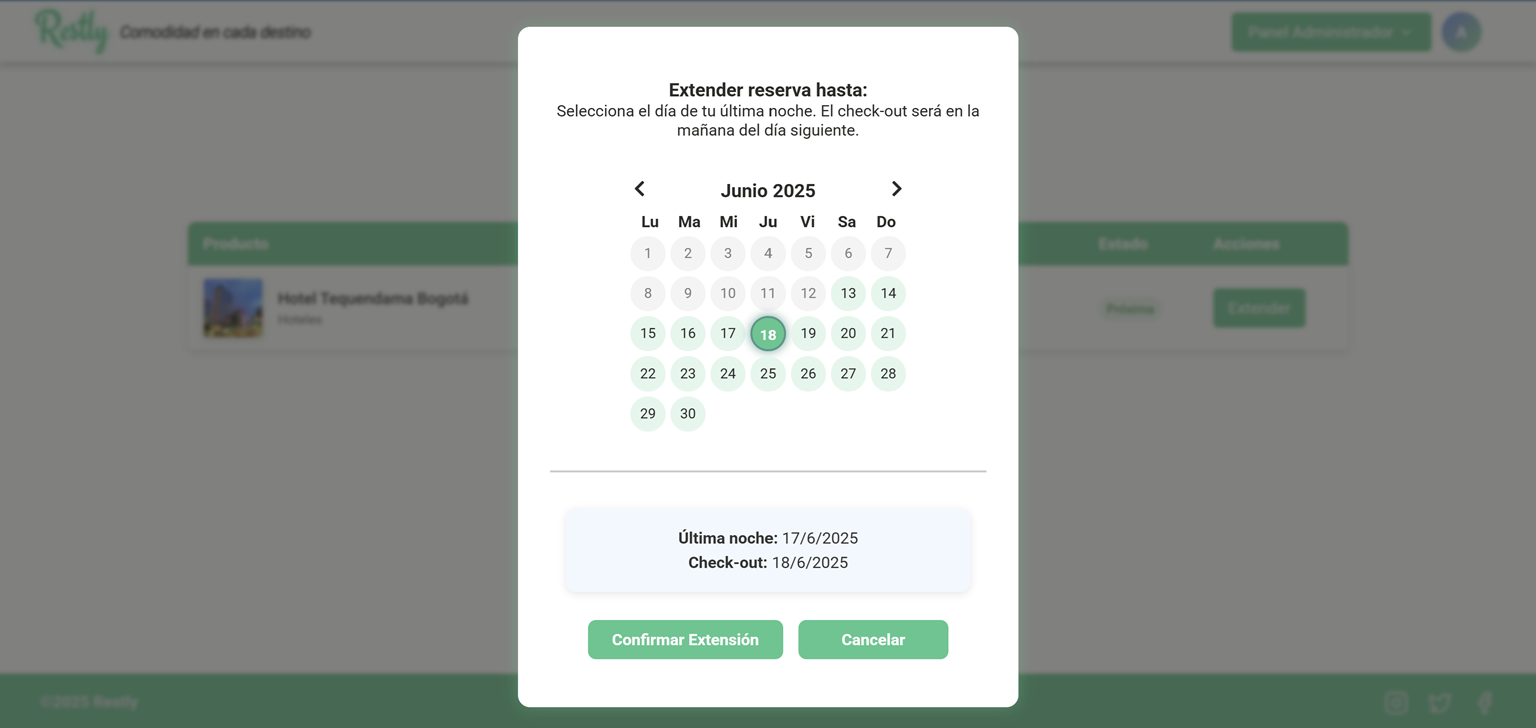 Restly Comodidad en cada destino
Panel Administrador
A
Extender reserva hasta:
Selecciona el día de tu última noche. El check-out será en la
mañana del día siguiente.
Junio 2025
Lu Ma Mi Ju Vi Sa Do
1 2 3 4 5 6 7
8 9 10 11 12 13 14
15 16 17 18 19 20 21
22 23 24 25 26 27 28
29 30
Producto Estado Acciones
Hotel Tequendama Bogotá
Hoteles
Próxima
Extender
Última noche: 17/6/2025
Check-out: 18/6/2025
Confirmar Extensión Cancelar
©2025 Restly